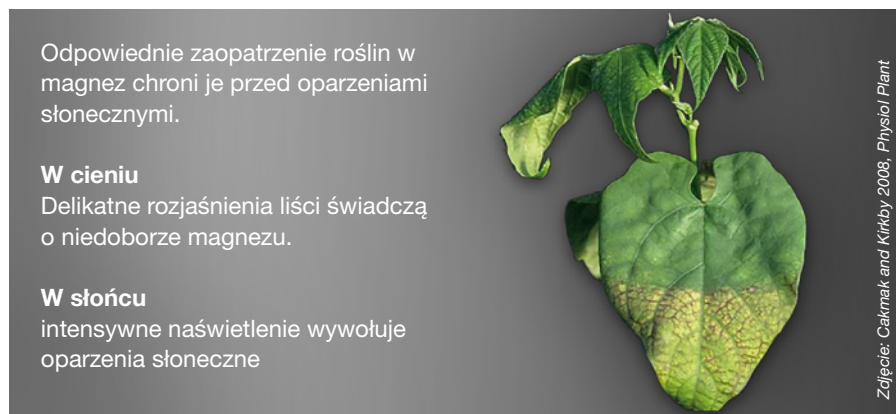 Odpowiednie zaopatrzenie roślin w
magnez chroni je przed oparzeniami
słonecznymi.
W cieniu
Delikatne rozjaśnienia liści świadczą
o niedoborze magnezu.
W słońcu
intensywne naświetlenie wywołuje
oparzenia słoneczne
Zdjęcie: Cakmak and Kirkby 2008, Physiol Plant